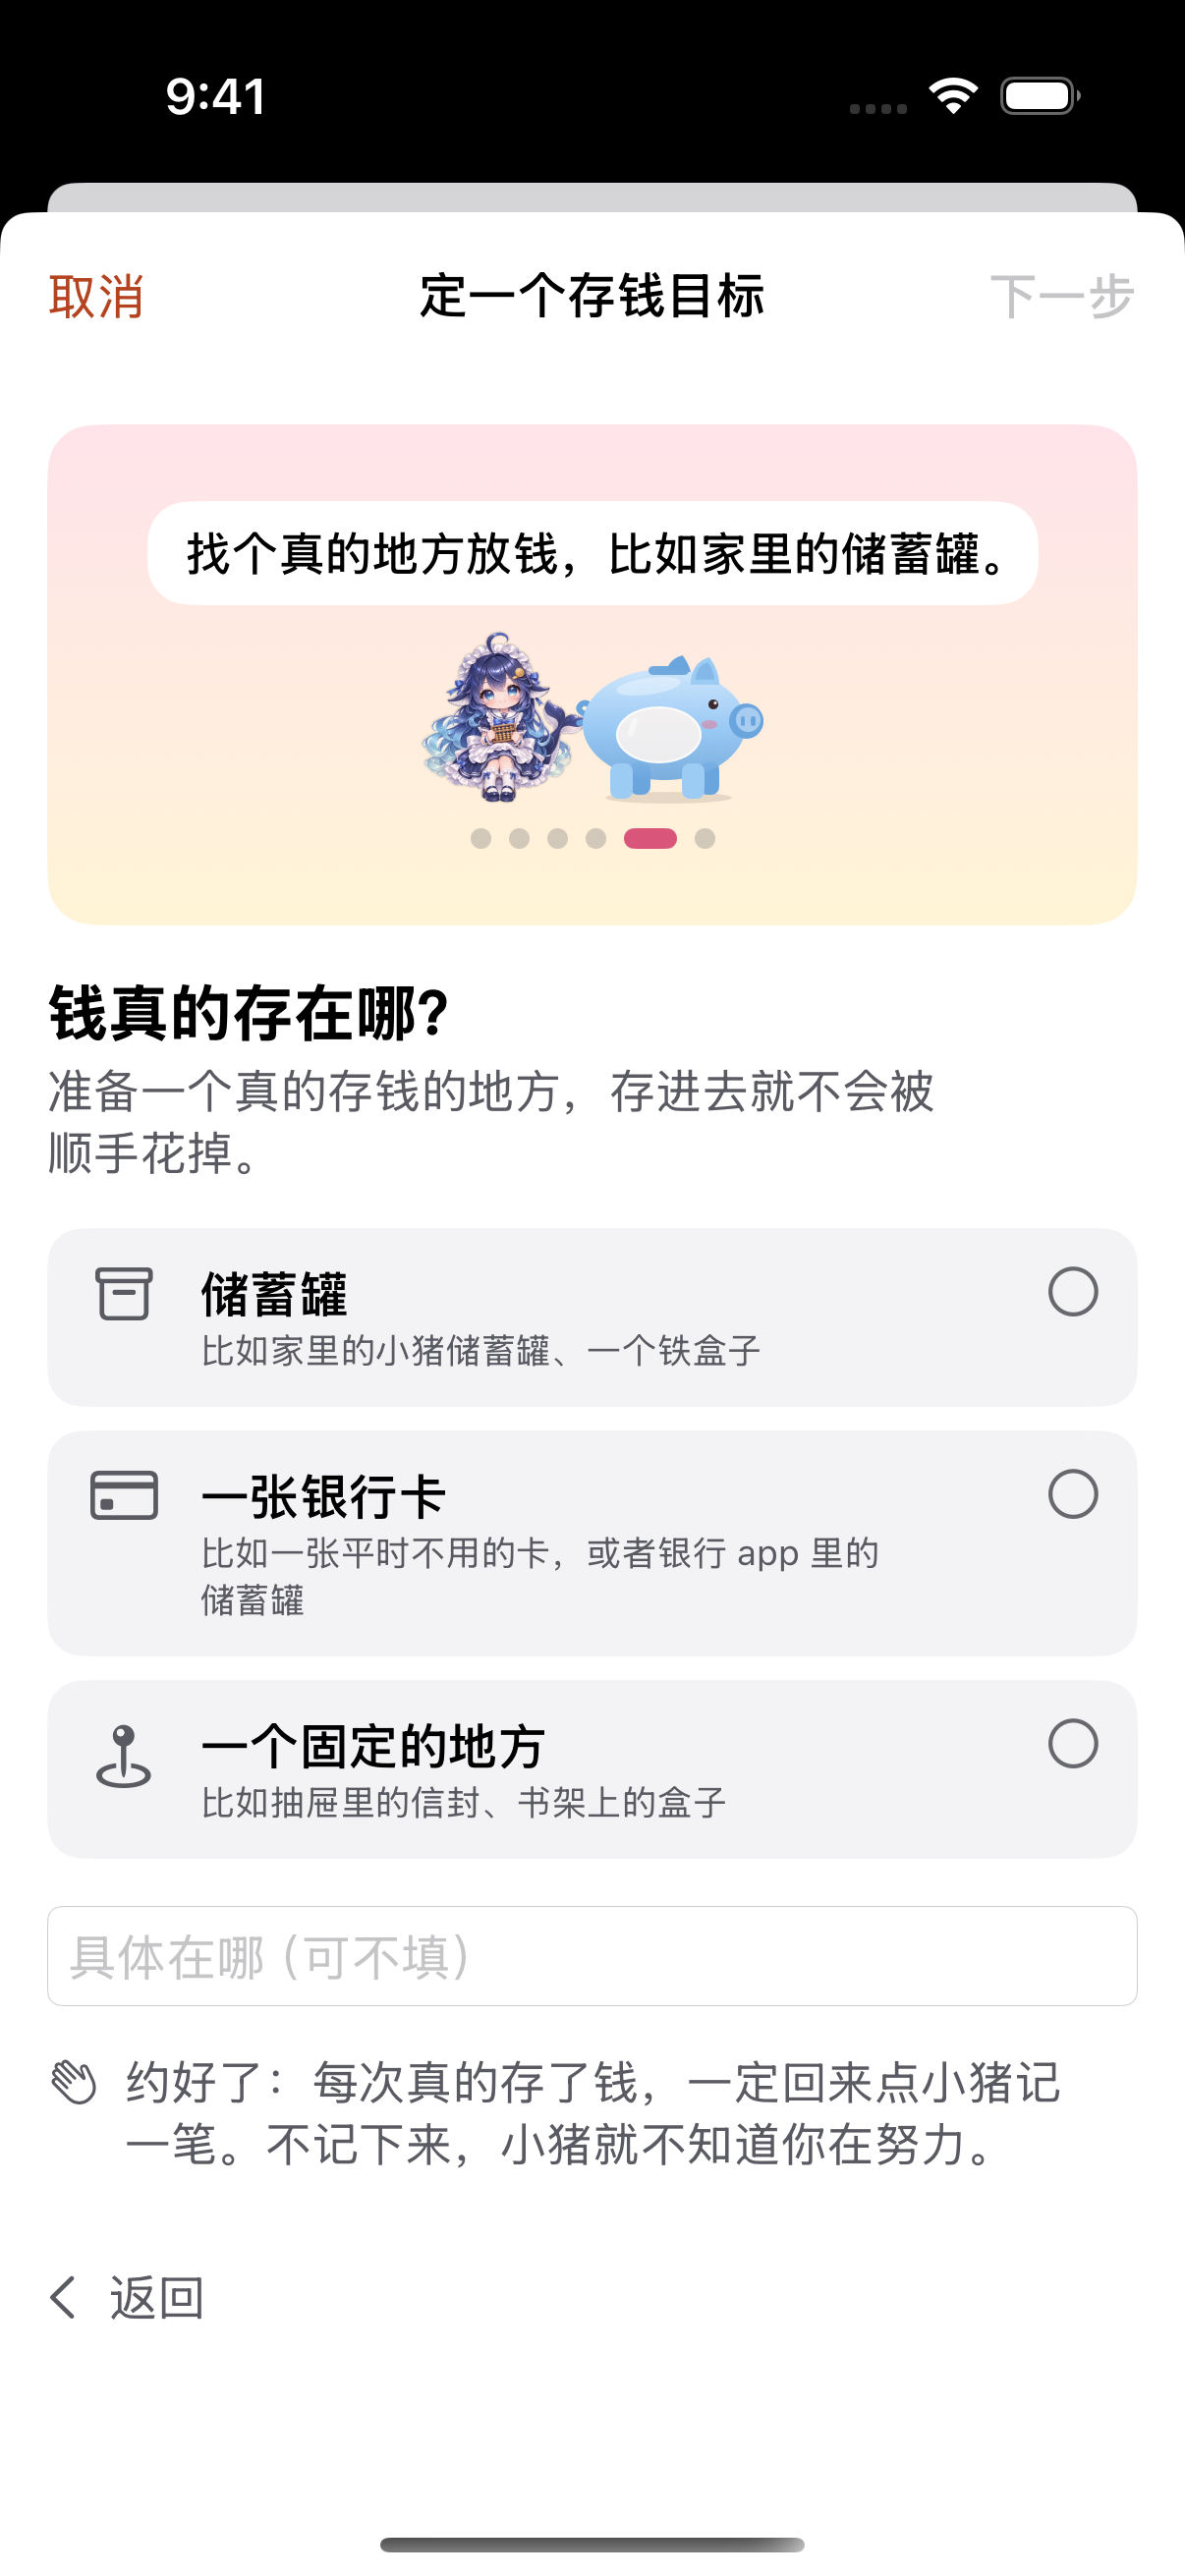 9:41
取消
定一个存钱目标
下一步
找个真的地方放钱，比如家里的储蓄罐。
钱真的存在哪?
准备一个真的存钱的地方，存进去就不会被
顺手花掉。
储蓄罐
比如家里的小猪储蓄罐、一个铁盒子
一张银行卡
比如一张平时不用的卡，或者银行 app 里的
储蓄罐
一个固定的地方
比如抽屉里的信封、书架上的盒子
具体在哪（可不填）
约好了：每次真的存了钱，一定回来点小猪记
一笔。不记下来，小猪就不知道你在努力。
返回